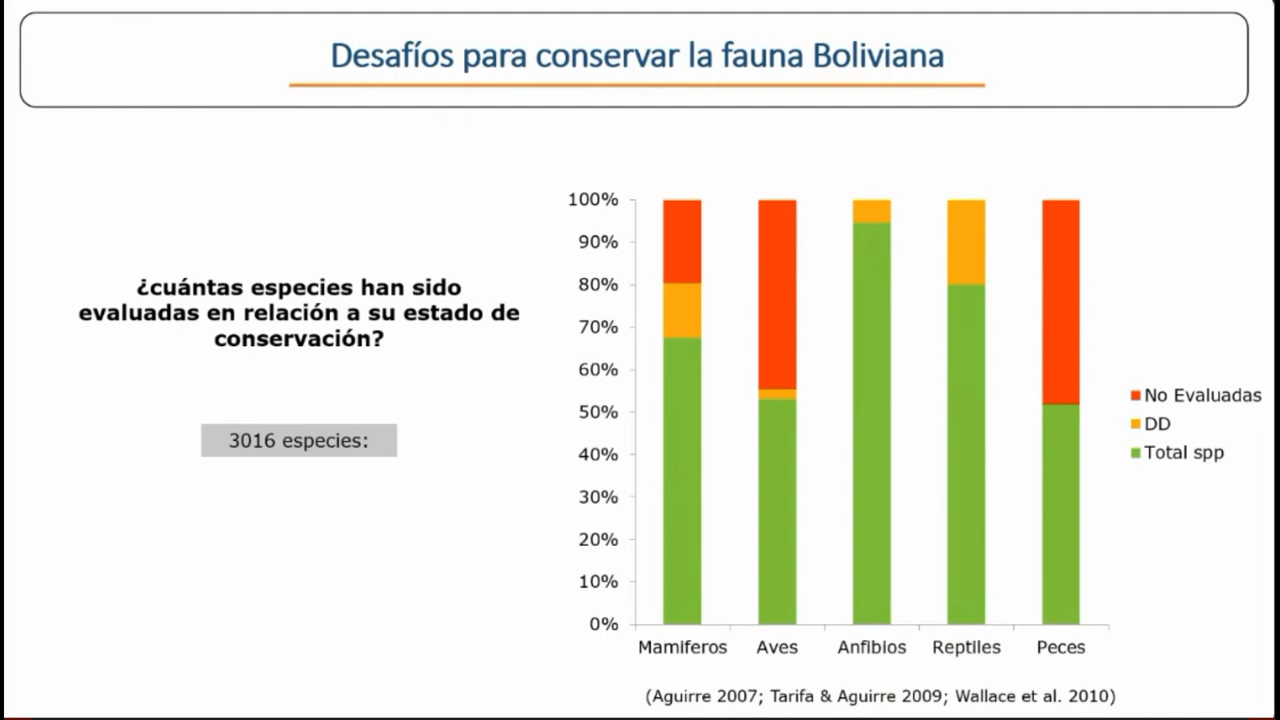 Desafíos para conservar la fauna Boliviana
¿cuántas especies han sido
evaluadas en relación a su estado de
conservación?
3016 especies:
100%
90%
80%
70%
60%
50%
40%
30%
20%
10%
0%
Mamiferos Aves Anfibios Reptiles Peces
No Evaluadas
DD
Total spp
(Aguirre 2007; Tarifa & Aguirre 2009; Wallace et al. 2010)